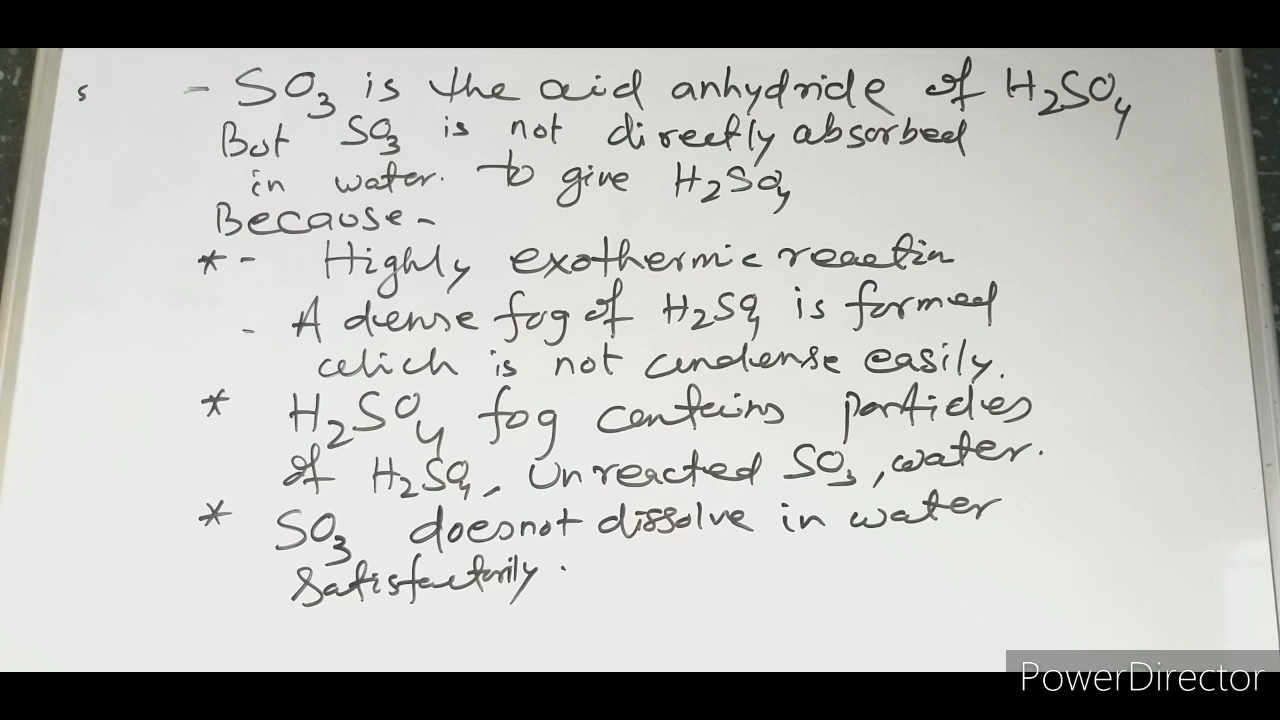 s
- SO3 is the acid anhydride of H2SO4
But SO3 is not directly absorbed
in water. to give H2SO4
Because -
* - Highly exothermic reaction
- A dense fog of H2SO4 is formed
which is not condense easily.
* H2SO4 fog contains particles
of H2SO4, Unreacted SO3, water.
* SO3 doesnot dissolve in water
Satisfactorily.
PowerDirector